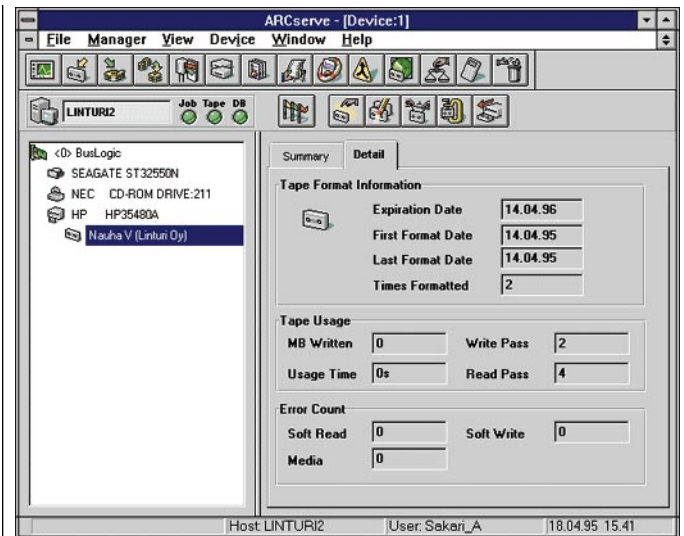 ARCserve - [Device:1]
File Manager View Device Window Help
LINTURI2 Job Tape DB
<0> BusLogic
SEAGATE ST32550N
NEC CD-ROM DRIVE:211
HP HP35480A
Nauha V (Linturi Oy)
Summary Detail
Tape Format Information
Expiration Date 14.04.96
First Format Date 14.04.95
Last Format Date 14.04.95
Times Formatted 2
Tape Usage
MB Written 0 Write Pass 2
Usage Time 0s Read Pass 4
Error Count
Soft Read 0 Soft Write 0
Media 0
Host: LINTURI2 User: Sakari_A 18.04.95 15.41